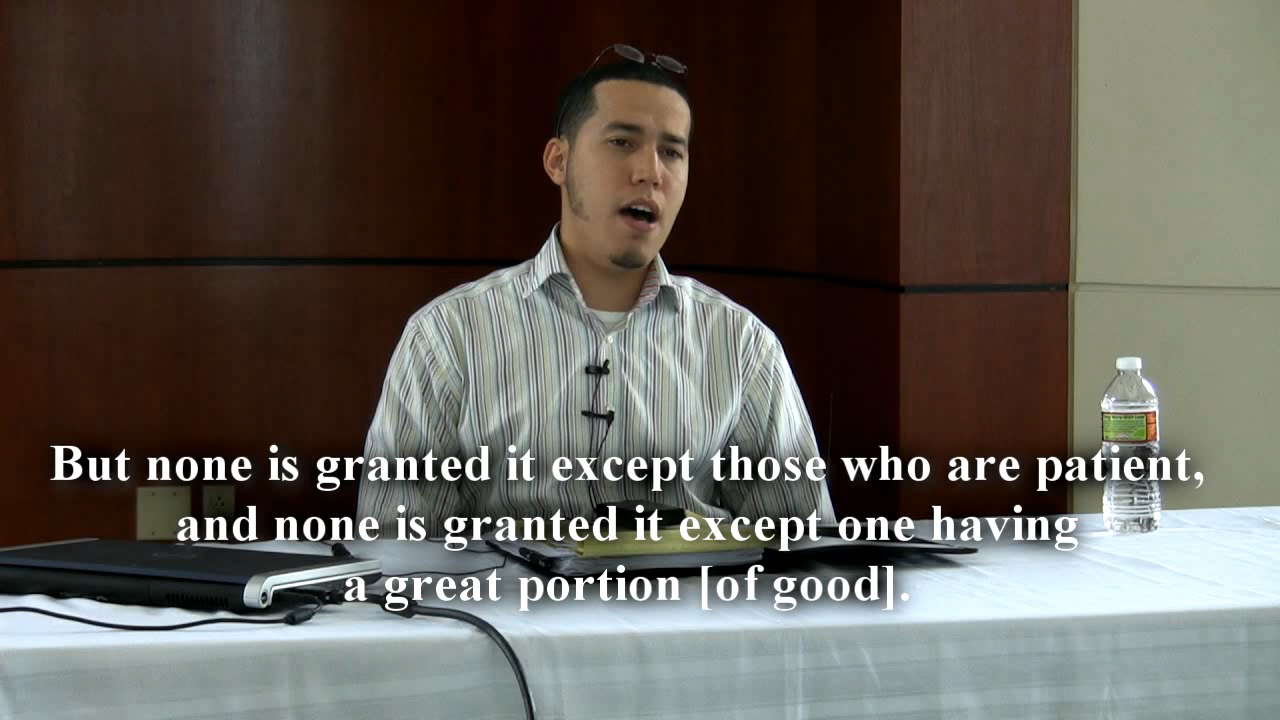 But none is granted it except those who are patient,
and none is granted it except one having
a great portion [of good].